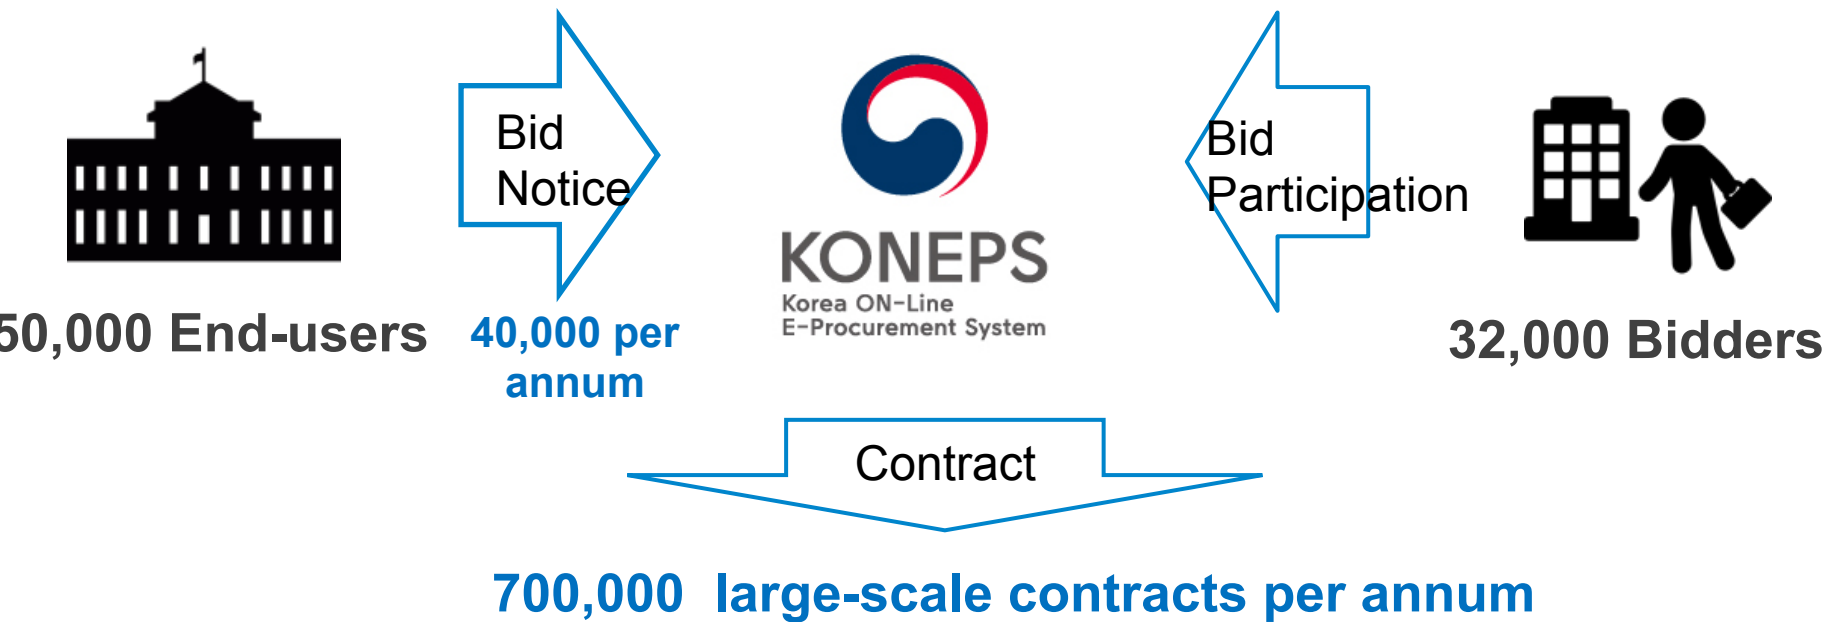 Bid
Notice
Bid
Participation
KONEPS
Korea ON-Line
E-Procurement System
50,000 End-users
40,000 per
annum
32,000 Bidders
Contract
700,000 large-scale contracts per annum